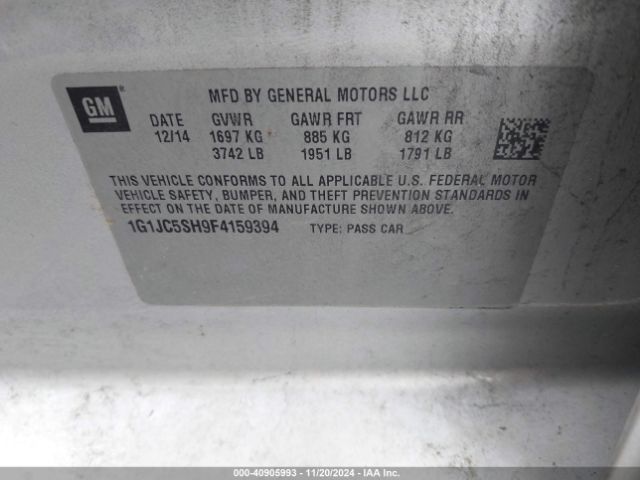 GM
MFD BY GENERAL MOTORS LLC
DATE GVWR GAWR FRT GAWR RR
12/14 1697 KG 885 KG 812 KG
3742 LB 1951 LB 1791 LB
THIS VEHICLE CONFORMS TO ALL APPLICABLE U.S. FEDERAL MOTOR
VEHICLE SAFETY, BUMPER, AND THEFT PREVENTION STANDARDS IN
EFFECT ON THE DATE OF MANUFACTURE SHOWN ABOVE.
1G1JC5SH9F4159394 TYPE: PASS CAR
000-40905993 — 11/20/2024 — IAA Inc.